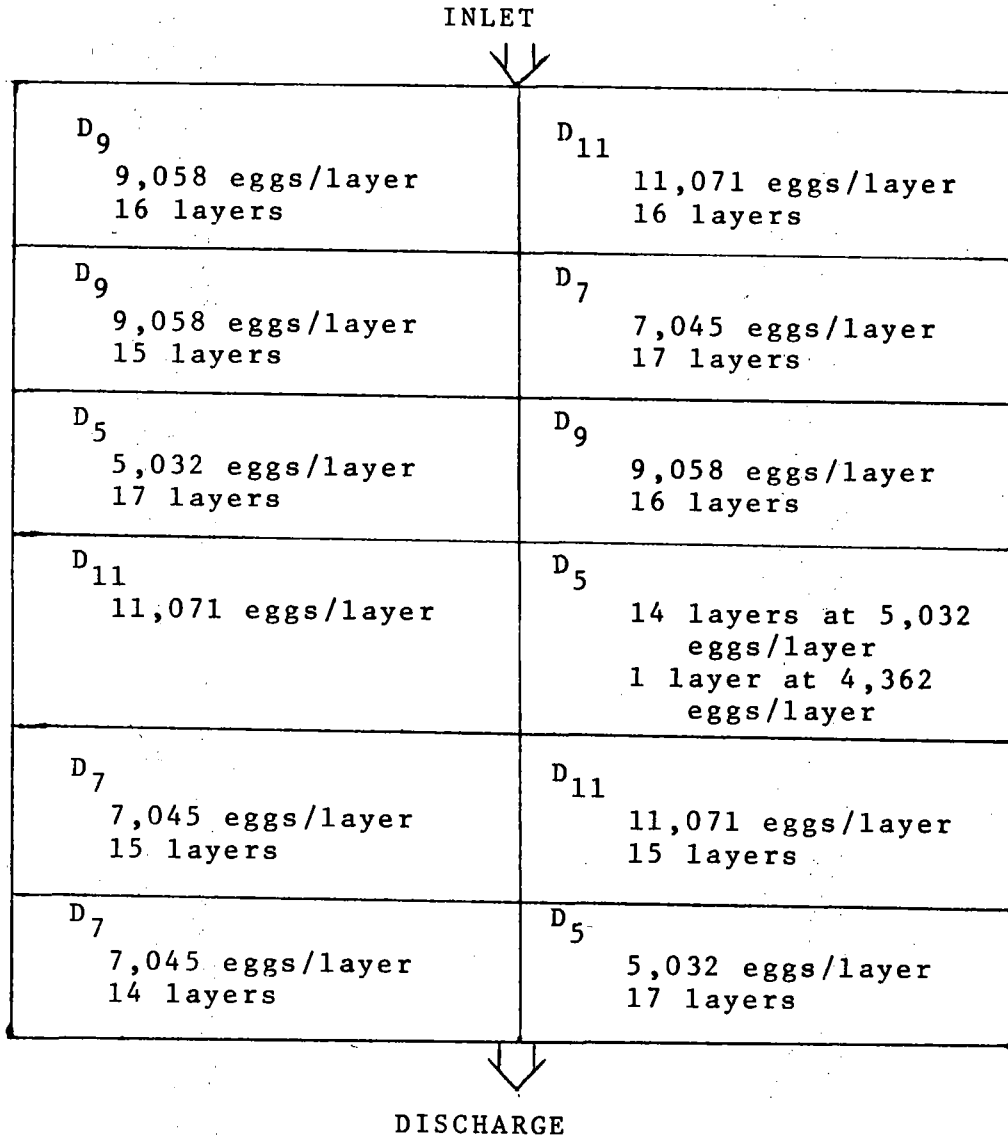 INLET
D9
9,058 eggs/layer
16 layers
D11
11,071 eggs/layer
16 layers
D9
9,058 eggs/layer
15 layers
D7
7,045 eggs/layer
17 layers
D5
5,032 eggs/layer
17 layers
D9
9,058 eggs/layer
16 layers
D11
11,071 eggs/layer
D5
14 layers at 5,032
eggs/layer
1 layer at 4,362
eggs/layer
D7
7,045 eggs/layer
15 layers
D11
11,071 eggs/layer
15 layers
D7
7,045 eggs/layer
14 layers
D5
5,032 eggs/layer
17 layers
DISCHARGE